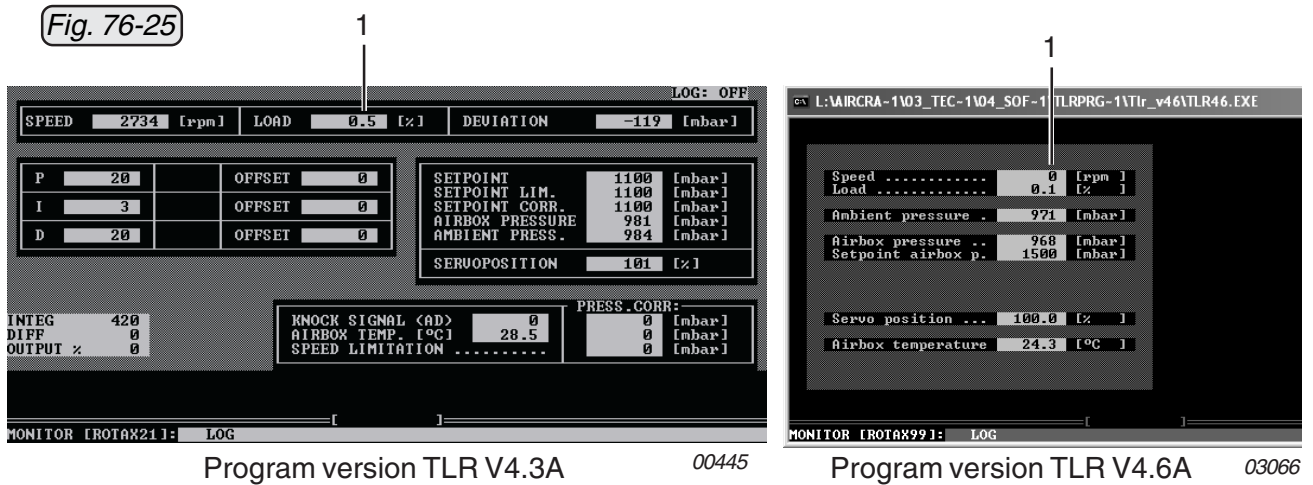 Fig. 76-25
1
LOG: OFF
SPEED 2734 [rpm] LOAD 0.5 [%] DEVIATION -119 [mbar]
P 20 OFFSET 0
I 3 OFFSET 0
D 20 OFFSET 0
SETPOINT 1100 [mbar]
SETPOINT LIM. 1100 [mbar]
SETPOINT CORR. 1100 [mbar]
AIRBOX PRESSURE 981 [mbar]
AMBIENT PRESS. 984 [mbar]
SERVOPOSITION 101 [%]
INTEG 420
DIFF 0
OUTPUT % 0
PRESS.CORR:
KNOCK SIGNAL (AD) 0 0 [mbar]
AIRBOX TEMP. [ºC] 28.5 0 [mbar]
SPEED LIMITATION .......... 0 [mbar]
[ ]
MONITOR [ROTAX21]: LOG
Program version TLR V4.3A
00445
1
L:\AIRCRA~1\03_TEC~1\04_SOF~1\TLRPRG~1\Tlr_v46\TLR46.EXE
Speed ............ 0 [rpm ]
Load ............. 0.1 [% ]
Ambient pressure . 971 [mbar]
Airbox pressure .. 968 [mbar]
Setpoint airbox p. 1500 [mbar]
Servo position ... 100.0 [% ]
Airbox temperature 24.3 [ºC ]
[ ]
MONITOR [ROTAX99]: LOG
Program version TLR V4.6A
03066